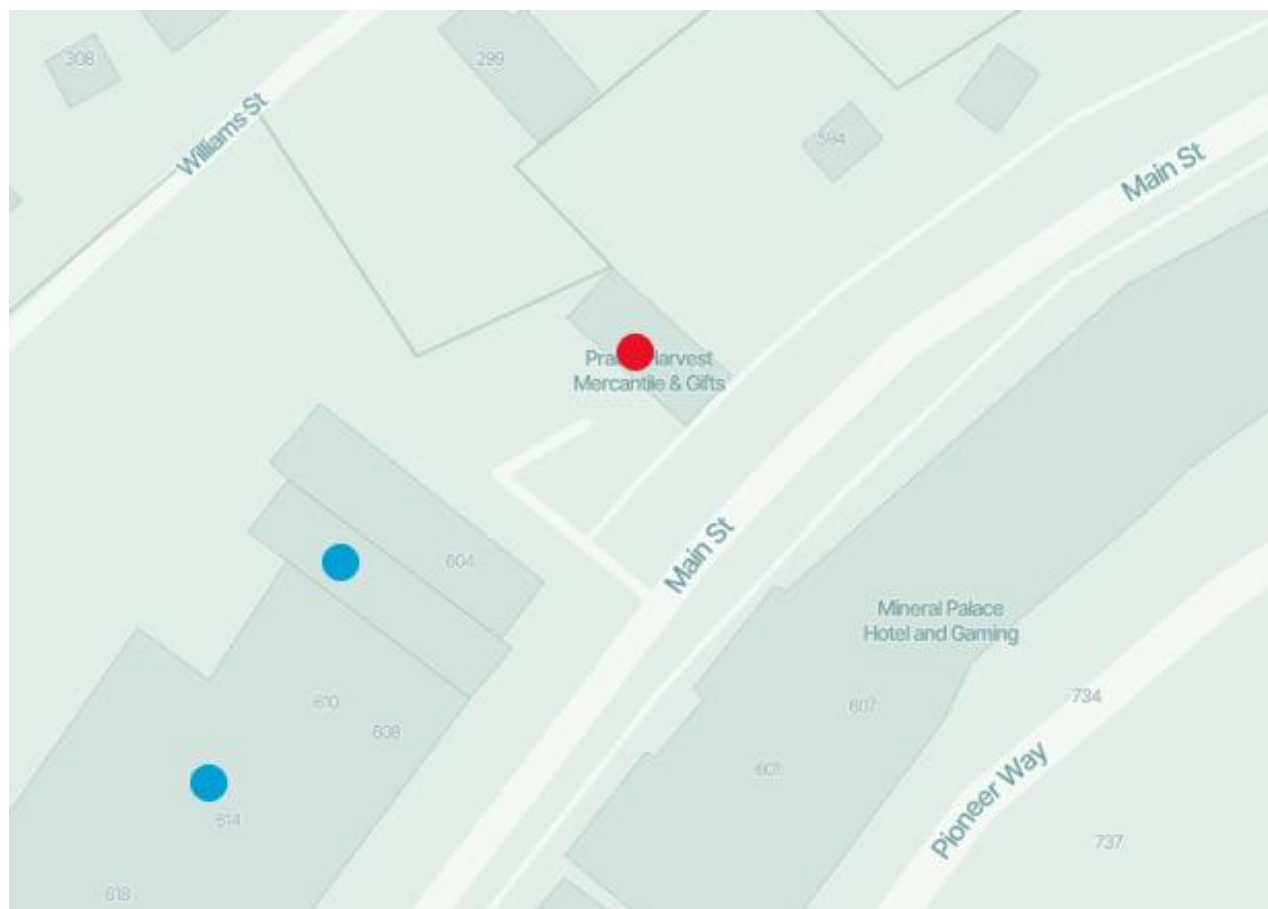 308
299
Williams St
594
Main St
Harvest
Mercantile & Gifts
604
Main St
Mineral Palace
Hotel and Gaming
610
608
607
734
601
Pioneer Way
614
737
618